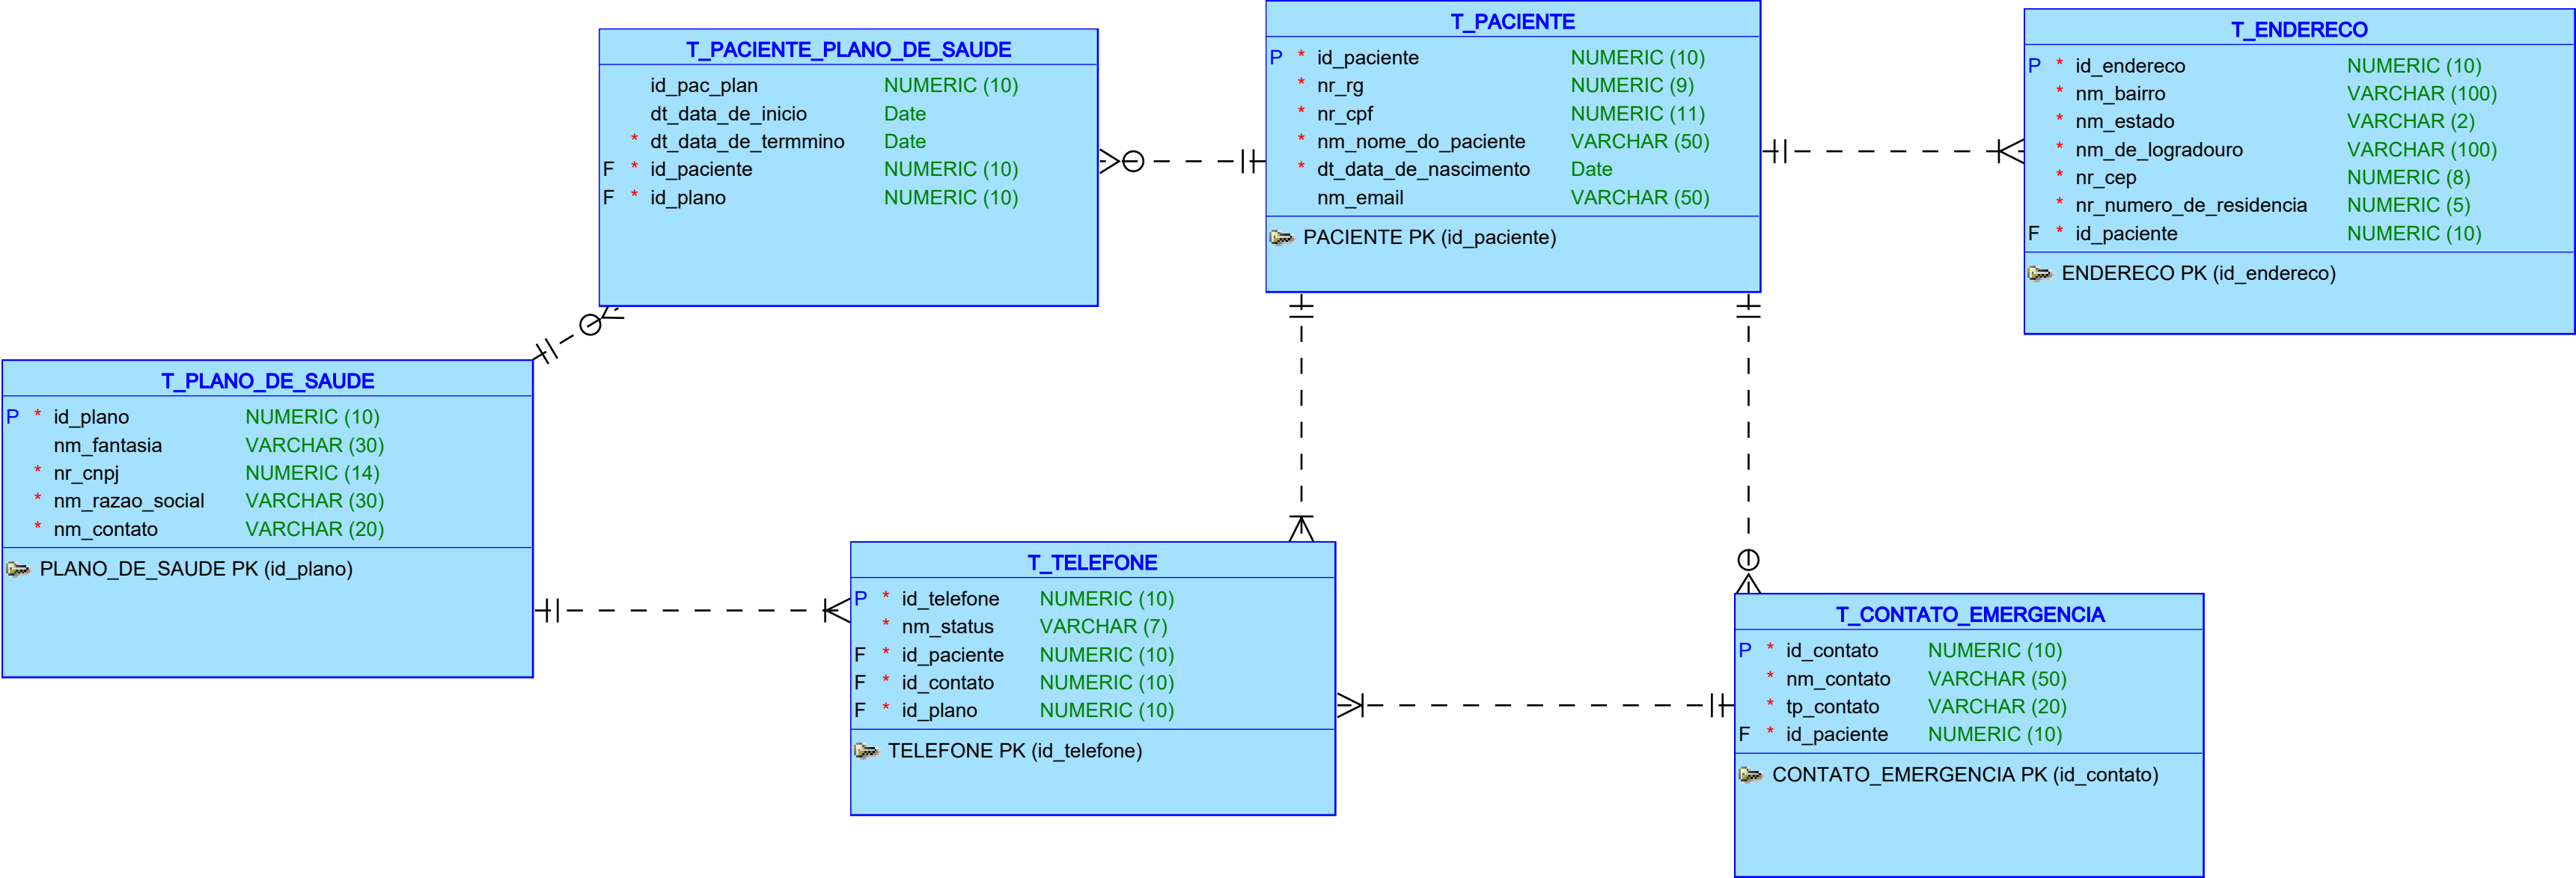 T_PACIENTE_PLANO_DE_SAUDE
id_pac_plan NUMERIC (10)
dt_data_de_inicio Date
* dt_data_de_termmino Date
F * id_paciente NUMERIC (10)
F * id_plano NUMERIC (10)
T_PACIENTE
P * id_paciente NUMERIC (10)
* nr_rg NUMERIC (9)
* nr_cpf NUMERIC (11)
* nm_nome_do_paciente VARCHAR (50)
* dt_data_de_nascimento Date
nm_email VARCHAR (50)
PACIENTE PK (id_paciente)
T_ENDERECO
P * id_endereco NUMERIC (10)
* nm_bairro VARCHAR (100)
* nm_estado VARCHAR (2)
* nm_de_logradouro VARCHAR (100)
* nr_cep NUMERIC (8)
* nr_numero_de_residencia NUMERIC (5)
F * id_paciente NUMERIC (10)
ENDERECO PK (id_endereco)
T_PLANO_DE_SAUDE
P * id_plano NUMERIC (10)
nm_fantasia VARCHAR (30)
* nr_cnpj NUMERIC (14)
* nm_razao_social VARCHAR (30)
* nm_contato VARCHAR (20)
PLANO_DE_SAUDE PK (id_plano)
T_TELEFONE
P * id_telefone NUMERIC (10)
* nm_status VARCHAR (7)
F * id_paciente NUMERIC (10)
F * id_contato NUMERIC (10)
F * id_plano NUMERIC (10)
TELEFONE PK (id_telefone)
T_CONTATO_EMERGENCIA
P * id_contato NUMERIC (10)
* nm_contato VARCHAR (50)
* tp_contato VARCHAR (20)
F * id_paciente NUMERIC (10)
CONTATO_EMERGENCIA PK (id_contato)